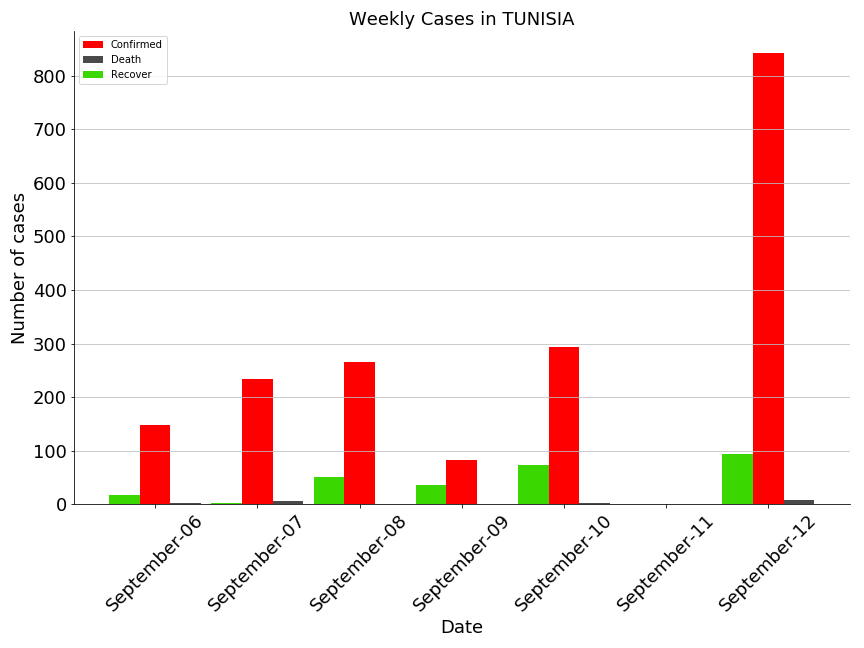 Weekly Cases in TUNISIA
Confirmed
Death
Recover
Number of cases
800
700
600
500
400
300
200
100
0
September-06
September-07
September-08
September-09
September-10
September-11
September-12
Date